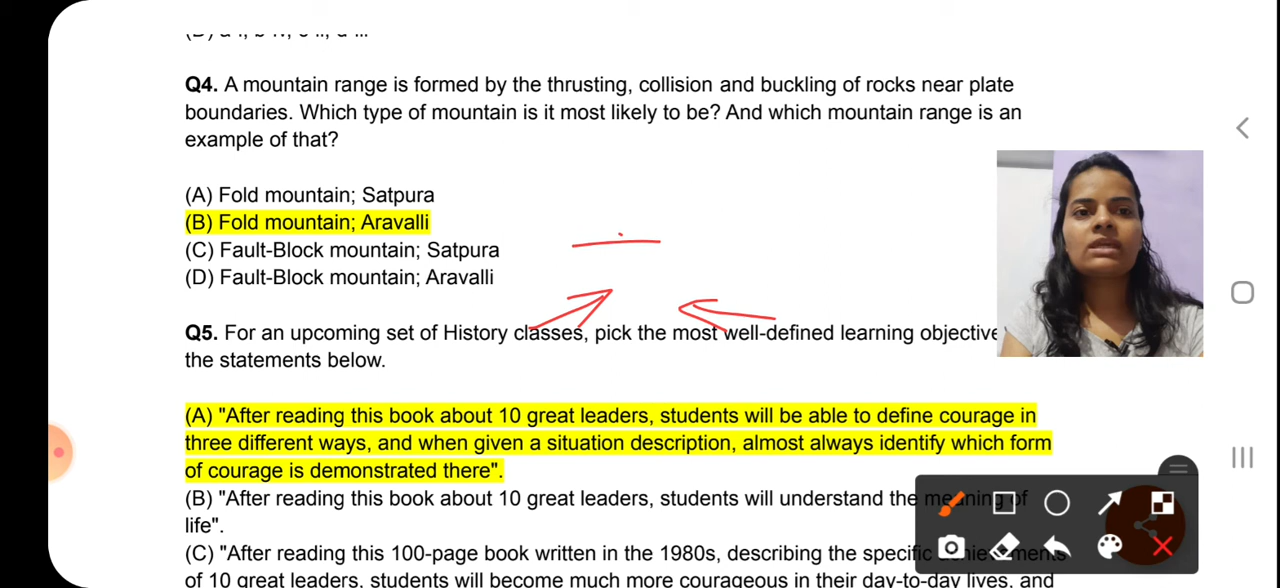 Q4. A mountain range is formed by the thrusting, collision and buckling of rocks near plate
boundaries. Which type of mountain is it most likely to be? And which mountain range is an
example of that?
(A) Fold mountain; Satpura
(B) Fold mountain; Aravalli
(C) Fault-Block mountain; Satpura
(D) Fault-Block mountain; Aravalli
Q5. For an upcoming set of History classes, pick the most well-defined learning objective
the statements below.
(A) "After reading this book about 10 great leaders, students will be able to define courage in
three different ways, and when given a situation description, almost always identify which form
of courage is demonstrated there".
(B) "After reading this book about 10 great leaders, students will understand the meaning of
life".
(C) "After reading this 100-page book written in the 1980s, describing the specific achievements
of 10 great leaders, students will become much more courageous in their day-to-day lives, and